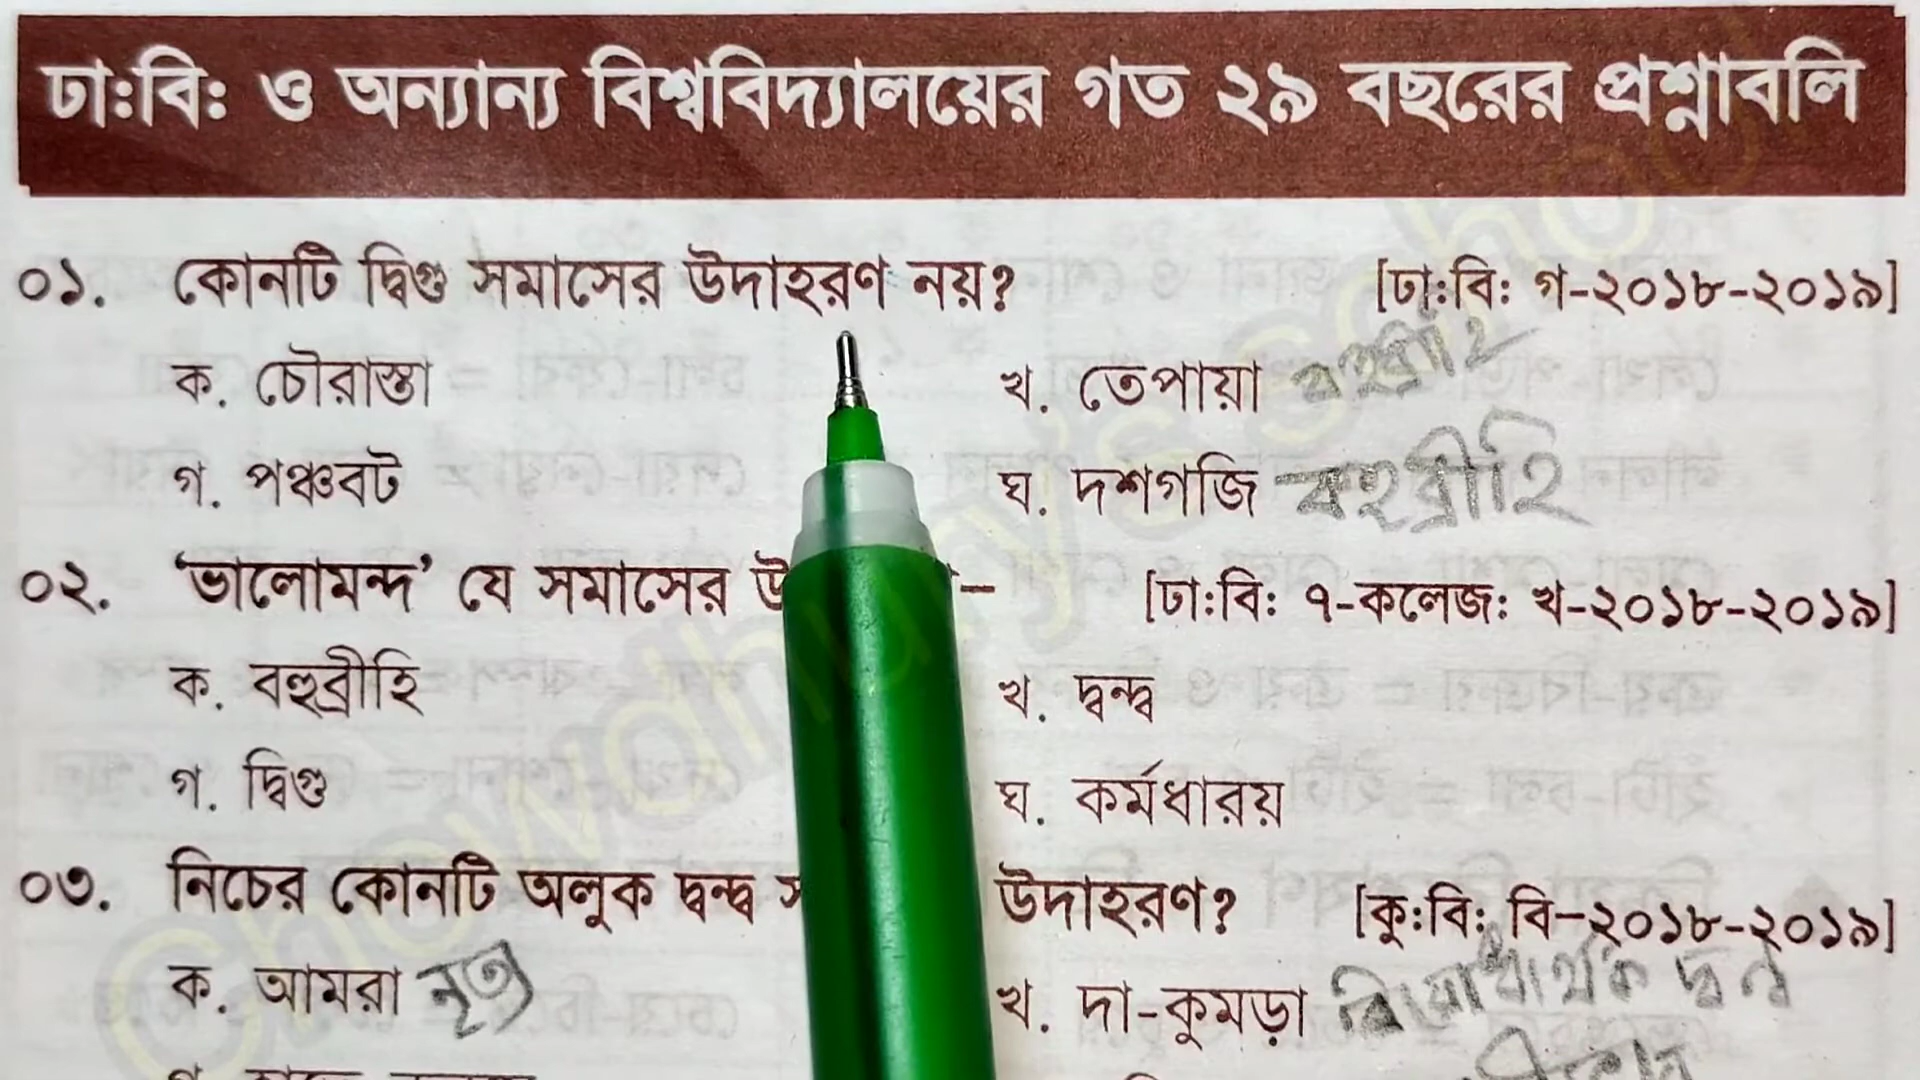 ঢা:বি: ও অন্যান্য বিশ্ববিদ্যালয়ের গত ২৯ বছরের প্রশ্নাবলি
০১. কোনটি দ্বিগু সমাসের উদাহরণ নয়? [ঢা:বি: গ-২০১৮-২০১৯]
ক. চৌরাস্তা খ. তেপায়া বহুব্রীহি
গ. পঞ্চবট ঘ. দশগজি বহুব্রীহি
০২. ‘ভালোমন্দ’ যে সমাসের – [ঢা:বি: ৭-কলেজ: খ-২০১৮-২০১৯]
ক. বহুব্রীহি খ. দ্বন্দ্ব
গ. দ্বিগু ঘ. কর্মধারয়
০৩. নিচের কোনটি অলুক দ্বন্দ্ব উদাহরণ? [কু:বি: বি-২০১৮-২০১৯]
ক. আমরা খ. দা-কুমড়া
Chowdhury's